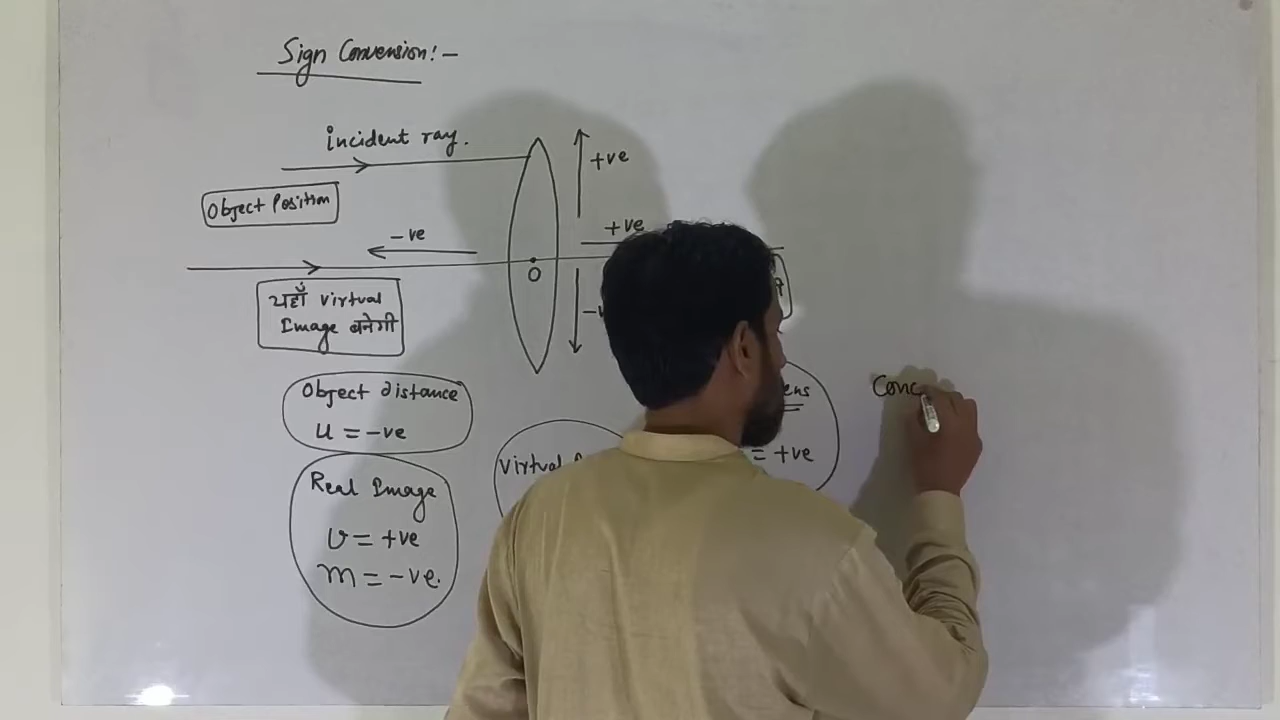 Sign Convension:-
incident ray.
+ve
Object Position
-ve
+ve
O
यहाँ virtual
Image बनेगी
Object distance
u = -ve
Real Image
v = +ve
m = -ve.
Virtual
= +ve
Conc